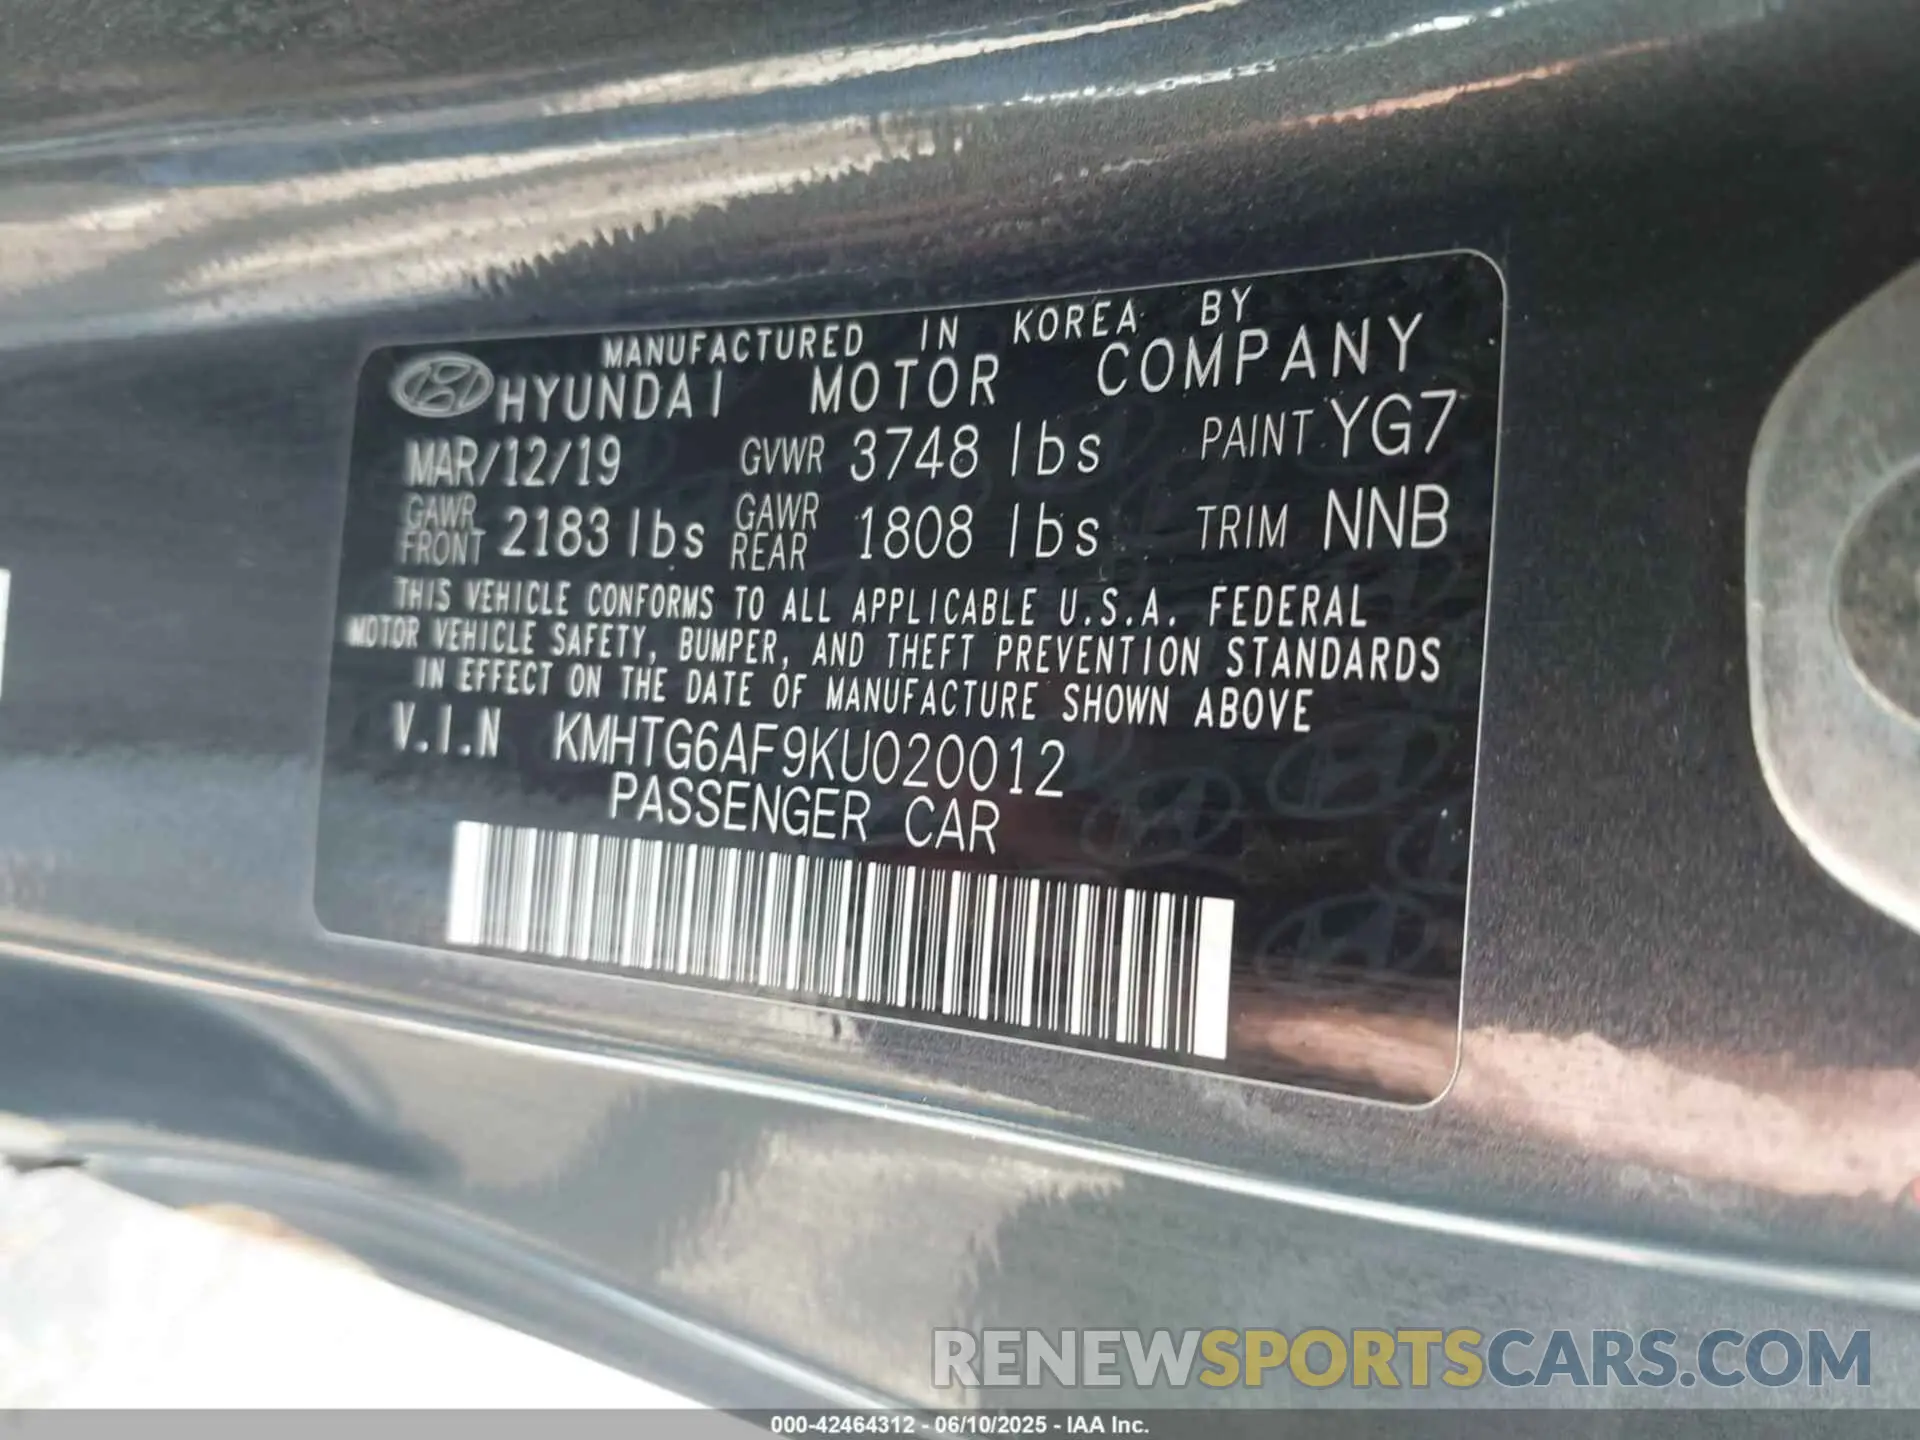 MANUFACTURED IN KOREA BY
HYUNDAI MOTOR COMPANY
MAR/12/19 GVWR 3748 lbs PAINT YG7
GAWR FRONT 2183 lbs GAWR REAR 1808 lbs TRIM NNB
THIS VEHICLE CONFORMS TO ALL APPLICABLE U.S.A. FEDERAL
MOTOR VEHICLE SAFETY, BUMPER, AND THEFT PREVENTION STANDARDS
IN EFFECT ON THE DATE OF MANUFACTURE SHOWN ABOVE
V.I.N KMHTG6AF9KU020012
PASSENGER CAR
RENEWSPORTSCARS.COM
000-42464312 - 06/10/2025 - IAA Inc.